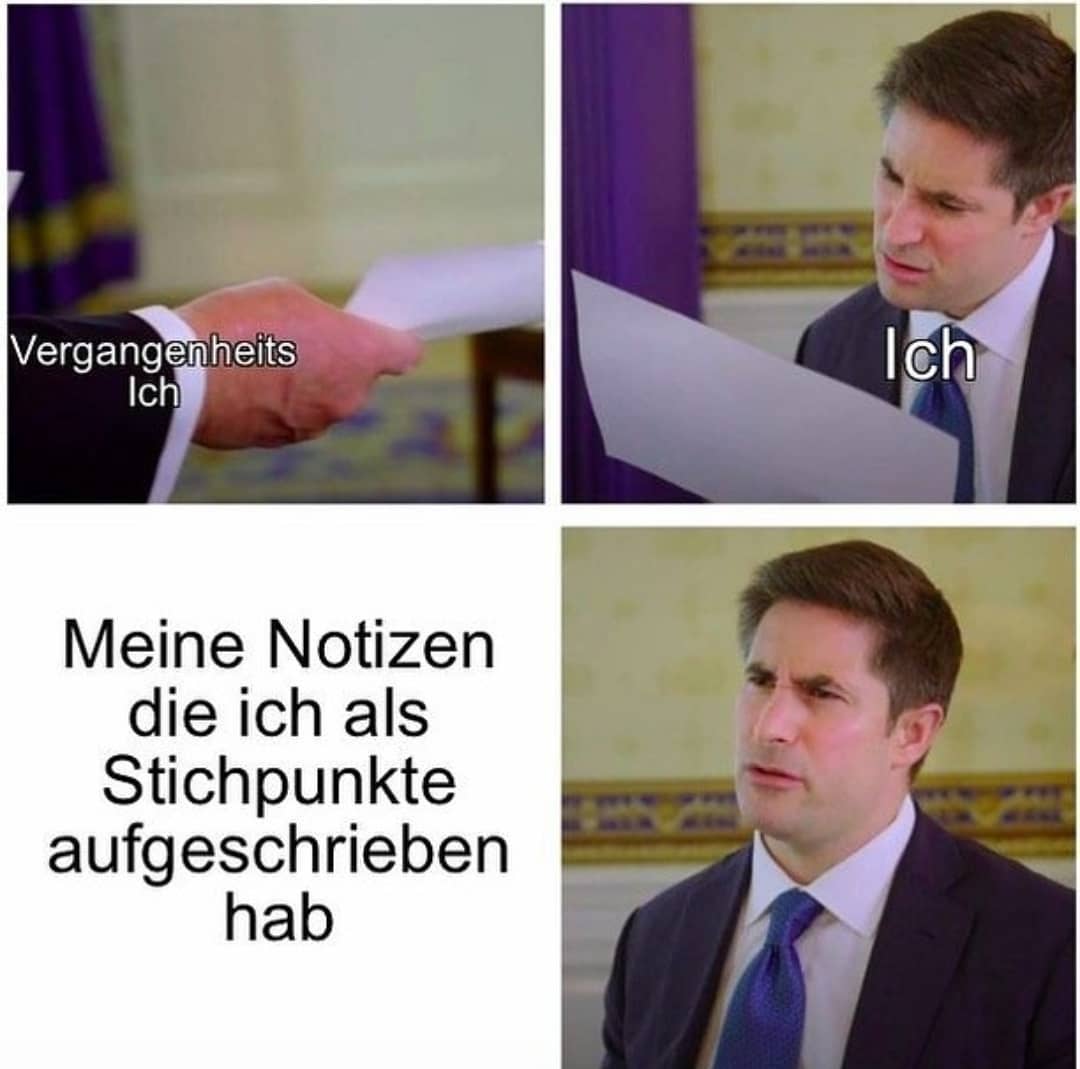 Vergangenheits
Ich
Ich
Meine Notizen
die ich als
Stichpunkte
aufgeschrieben
hab